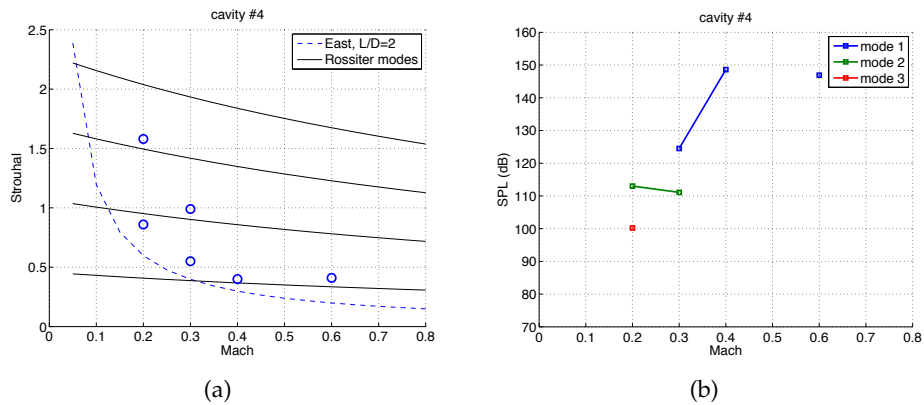 cavity #4
2.5
2
1.5
1
0.5
0
Strouhal
East, L/D=2
Rossiter modes
0 0.1 0.2 0.3 0.4 0.5 0.6 0.7 0.8
Mach
(a)
cavity #4
160
150
140
130
120
110
100
90
80
70
SPL (dB)
mode 1
mode 2
mode 3
0 0.1 0.2 0.3 0.4 0.5 0.6 0.7 0.8
Mach
(b)